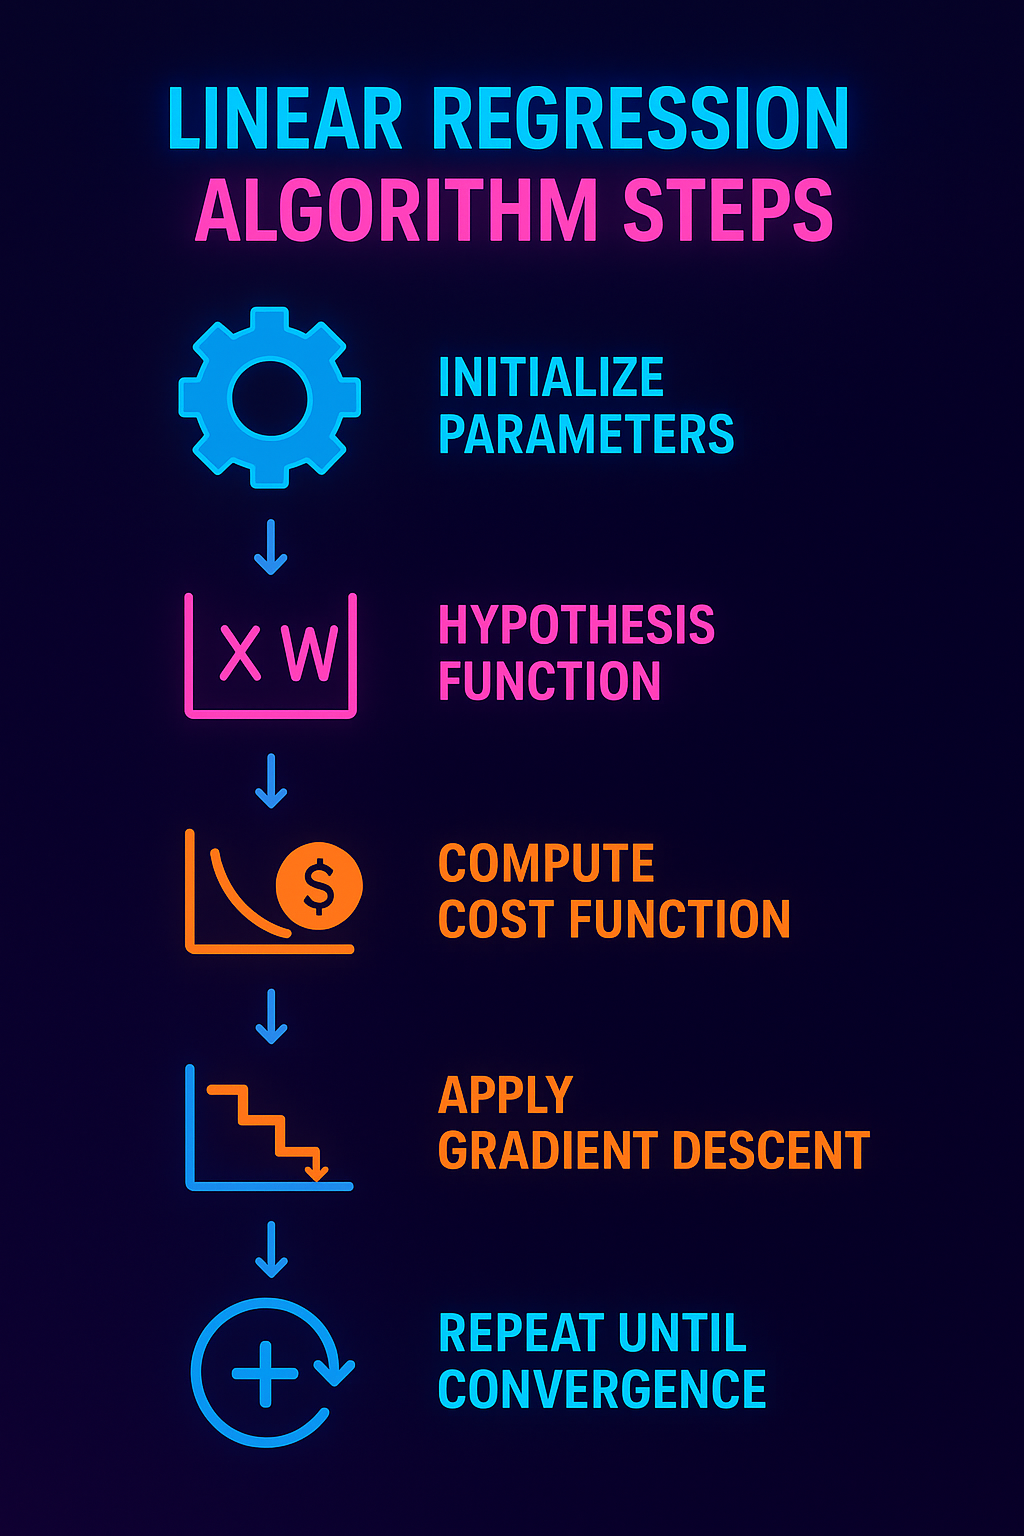 LINEAR REGRESSION
ALGORITHM STEPS
INITIALIZE
PARAMETERS
X W
HYPOTHESIS
FUNCTION
$
COMPUTE
COST FUNCTION
APPLY
GRADIENT DESCENT
REPEAT UNTIL
CONVERGENCE